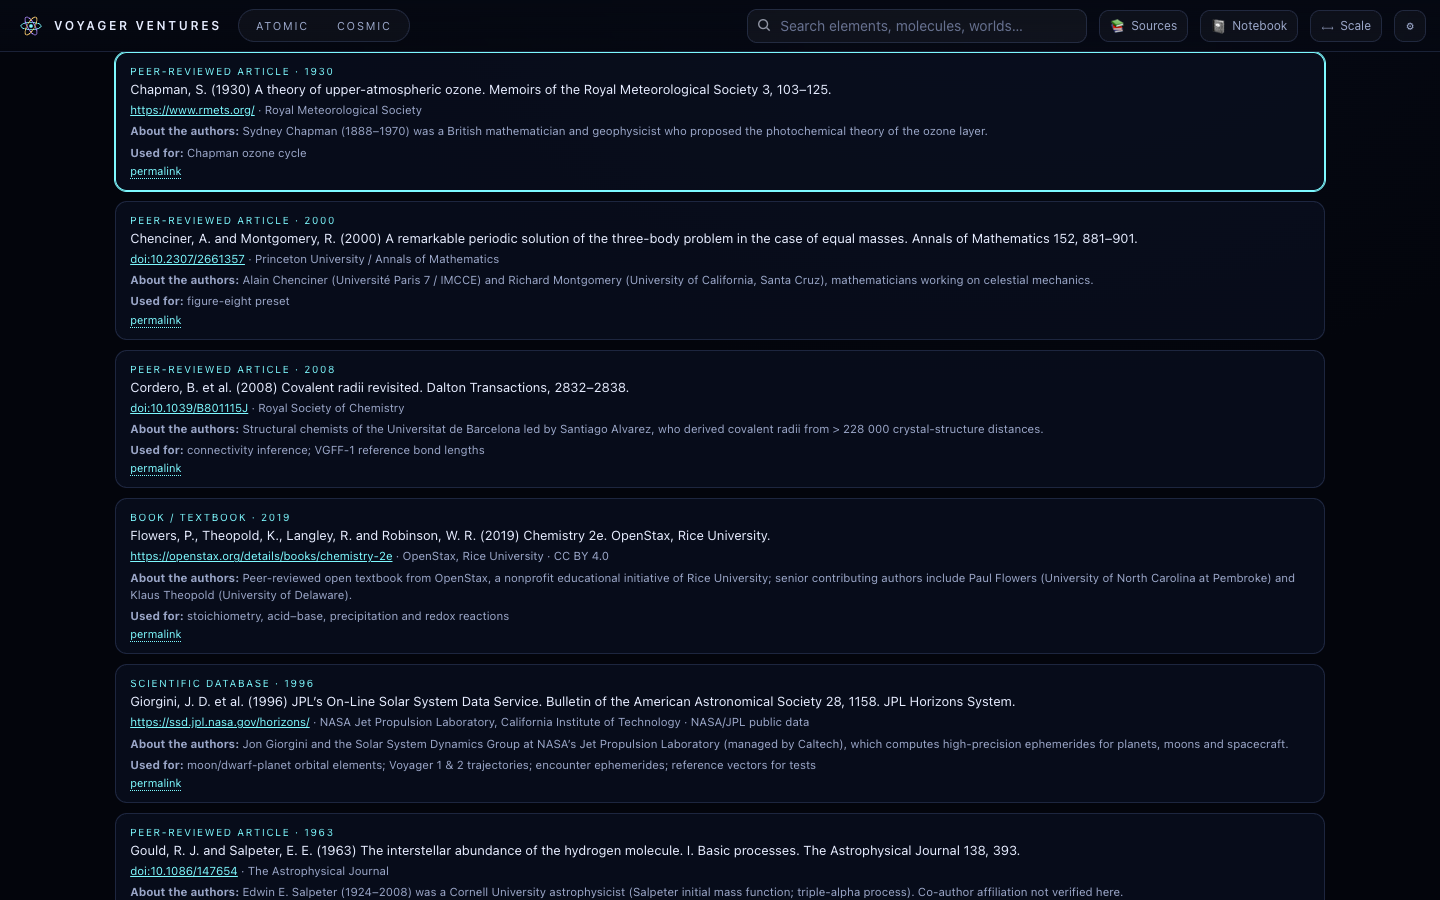 VOYAGER VENTURES
ATOMIC COSMIC
Search elements, molecules, worlds...
Sources
Notebook
Scale
PEER-REVIEWED ARTICLE · 1930
Chapman, S. (1930) A theory of upper-atmospheric ozone. Memoirs of the Royal Meteorological Society 3, 103–125.
https://www.rmets.org/ · Royal Meteorological Society
About the authors: Sydney Chapman (1888–1970) was a British mathematician and geophysicist who proposed the photochemical theory of the ozone layer.
Used for: Chapman ozone cycle
permalink
PEER-REVIEWED ARTICLE · 2000
Chenciner, A. and Montgomery, R. (2000) A remarkable periodic solution of the three-body problem in the case of equal masses. Annals of Mathematics 152, 881–901.
doi:10.2307/2661357 · Princeton University / Annals of Mathematics
About the authors: Alain Chenciner (Université Paris 7 / IMCCE) and Richard Montgomery (University of California, Santa Cruz), mathematicians working on celestial mechanics.
Used for: figure-eight preset
permalink
PEER-REVIEWED ARTICLE · 2008
Cordero, B. et al. (2008) Covalent radii revisited. Dalton Transactions, 2832–2838.
doi:10.1039/B801115J · Royal Society of Chemistry
About the authors: Structural chemists of the Universitat de Barcelona led by Santiago Alvarez, who derived covalent radii from > 228 000 crystal-structure distances.
Used for: connectivity inference; VGFF-1 reference bond lengths
permalink
BOOK / TEXTBOOK · 2019
Flowers, P., Theopold, K., Langley, R. and Robinson, W. R. (2019) Chemistry 2e. OpenStax, Rice University.
https://openstax.org/details/books/chemistry-2e · OpenStax, Rice University · CC BY 4.0
About the authors: Peer-reviewed open textbook from OpenStax, a nonprofit educational initiative of Rice University; senior contributing authors include Paul Flowers (University of North Carolina at Pembroke) and
Klaus Theopold (University of Delaware).
Used for: stoichiometry, acid–base, precipitation and redox reactions
permalink
SCIENTIFIC DATABASE · 1996
Giorgini, J. D. et al. (1996) JPL's On-Line Solar System Data Service. Bulletin of the American Astronomical Society 28, 1158. JPL Horizons System.
https://ssd.jpl.nasa.gov/horizons/ · NASA Jet Propulsion Laboratory, California Institute of Technology · NASA/JPL public data
About the authors: Jon Giorgini and the Solar System Dynamics Group at NASA's Jet Propulsion Laboratory (managed by Caltech), which computes high-precision ephemerides for planets, moons and spacecraft.
Used for: moon/dwarf-planet orbital elements; Voyager 1 & 2 trajectories; encounter ephemerides; reference vectors for tests
permalink
PEER-REVIEWED ARTICLE · 1963
Gould, R. J. and Salpeter, E. E. (1963) The interstellar abundance of the hydrogen molecule. I. Basic processes. The Astrophysical Journal 138, 393.
doi:10.1086/147654 · The Astrophysical Journal
About the authors: Edwin E. Salpeter (1924–2008) was a Cornell University astrophysicist (Salpeter initial mass function; triple-alpha process). Co-author affiliation not verified here.